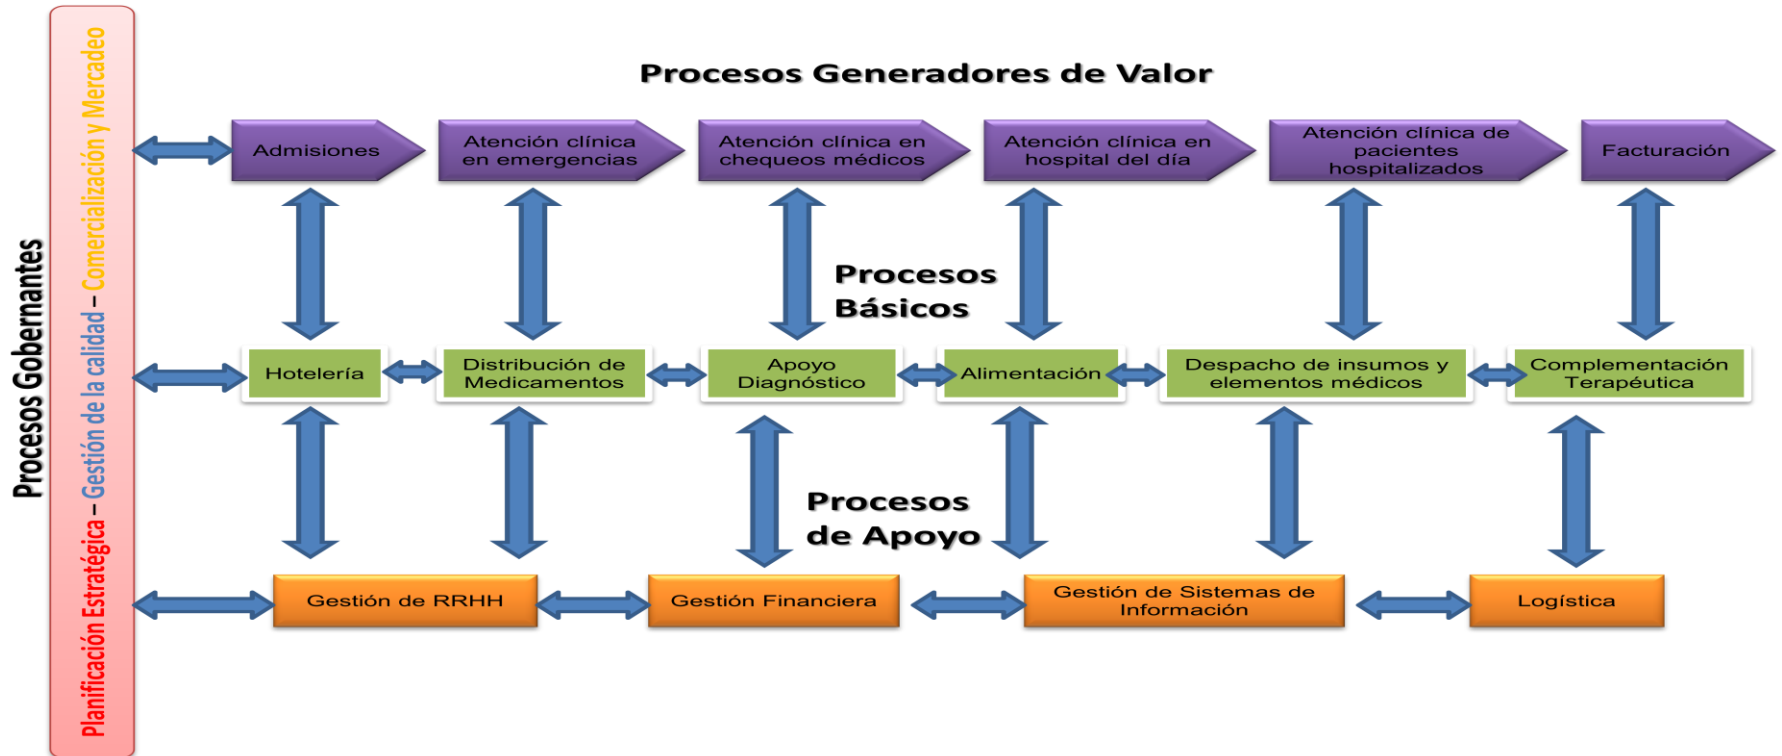 Procesos Gobernantes
Planificación Estratégica – Gestión de la calidad – Comercialización y Mercadeo
Procesos Generadores de Valor
Admisiones
Atención clínica
en emergencias
Atención clínica en
chequeos médicos
Atención clínica en
hospital del día
Atención clínica de
pacientes
hospitalizados
Facturación
Procesos
Básicos
Hotelería
Distribución de
Medicamentos
Apoyo
Diagnóstico
Alimentación
Despacho de insumos y
elementos médicos
Complementación
Terapéutica
Procesos
de Apoyo
Gestión de RRHH
Gestión Financiera
Gestión de Sistemas de
Información
Logística